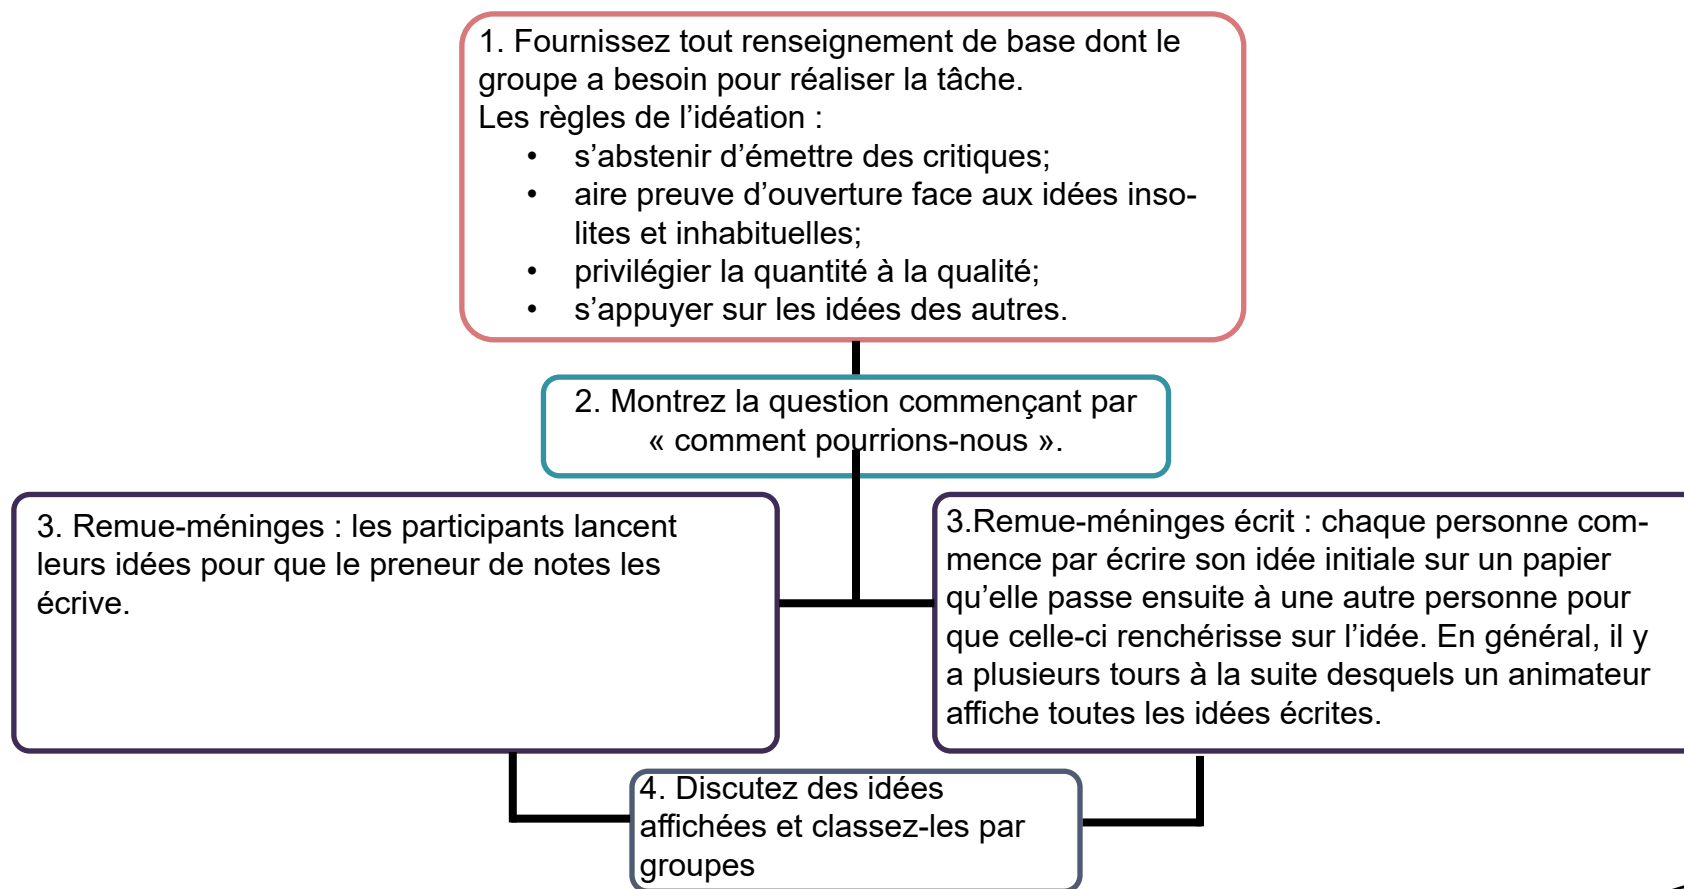 1. Fournissez tout renseignement de base dont le
groupe a besoin pour réaliser la tâche.
Les règles de l’idéation :
• s’abstenir d’émettre des critiques;
• aire preuve d’ouverture face aux idées inso-
lites et inhabituelles;
• privilégier la quantité à la qualité;
• s’appuyer sur les idées des autres.
2. Montrez la question commençant par
« comment pourrions-nous ».
3. Remue-méninges : les participants lancent
leurs idées pour que le preneur de notes les
écrive.
3.Remue-méninges écrit : chaque personne com-
mence par écrire son idée initiale sur un papier
qu’elle passe ensuite à une autre personne pour
que celle-ci renchérisse sur l’idée. En général, il y
a plusieurs tours à la suite desquels un animateur
affiche toutes les idées écrites.
4. Discutez des idées
affichées et classez-les par
groupes